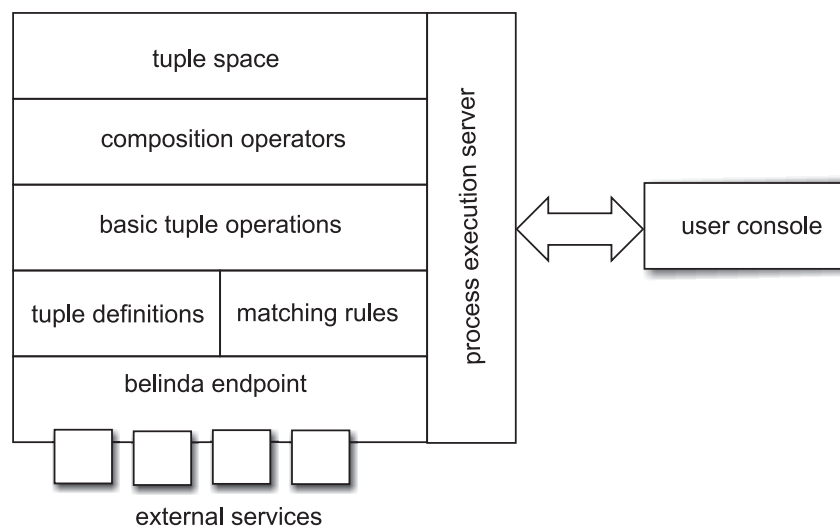 tuple space
composition operators
basic tuple operations
tuple definitions
matching rules
belinda endpoint
external services
process execution server
user console